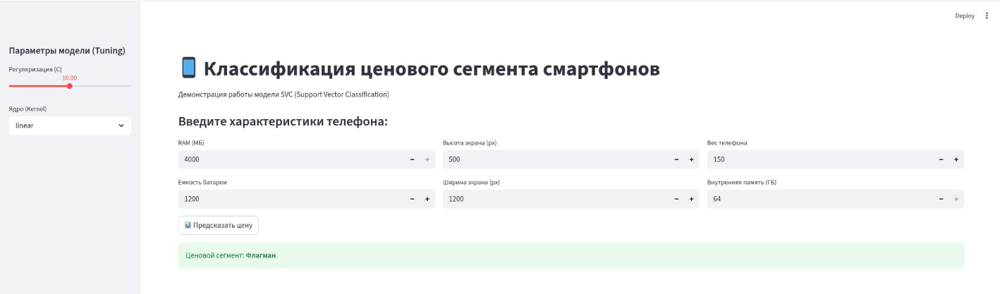 Deploy
Параметры модели (Tuning)
Регуляризация (C)
10.00
Ядро (Kernel)
linear
Классификация ценового сегмента смартфонов
Демонстрация работы модели SVC (Support Vector Classification)
Введите характеристики телефона:
RAM (МБ) Высота экрана (px) Вес телефона
4000 − + 500 − + 150 − +
Емкость батареи Ширина экрана (px) Внутренняя память (ГБ)
1200 − + 1200 − + 64 − +
Предсказать цену
Ценовой сегмент: Флагман